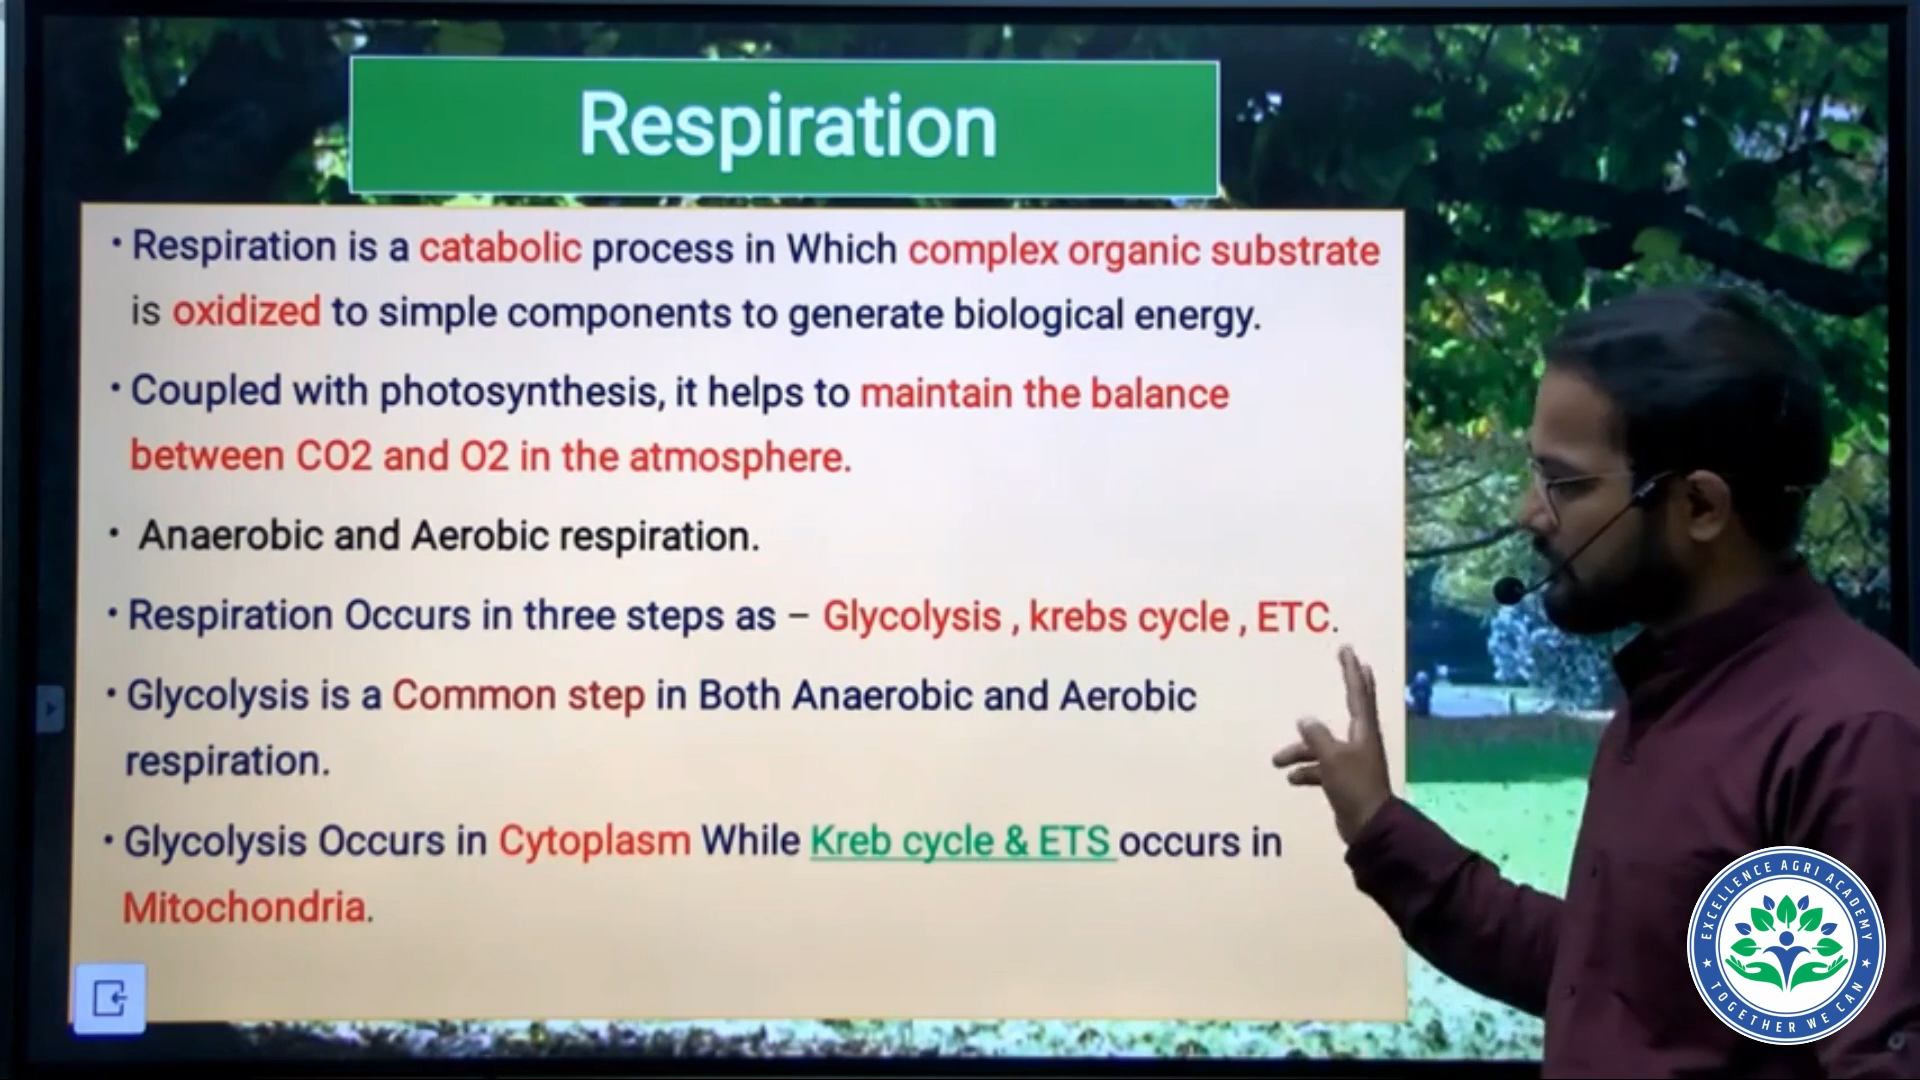 Respiration
• Respiration is a catabolic process in Which complex organic substrate
is oxidized to simple components to generate biological energy.
• Coupled with photosynthesis, it helps to maintain the balance
between CO2 and O2 in the atmosphere.
• Anaerobic and Aerobic respiration.
• Respiration Occurs in three steps as – Glycolysis , krebs cycle , ETC.
• Glycolysis is a Common step in Both Anaerobic and Aerobic
respiration.
• Glycolysis Occurs in Cytoplasm While Kreb cycle & ETS occurs in
Mitochondria.
EXCELLENCE AGRI ACADEMY
TOGETHER WE CAN